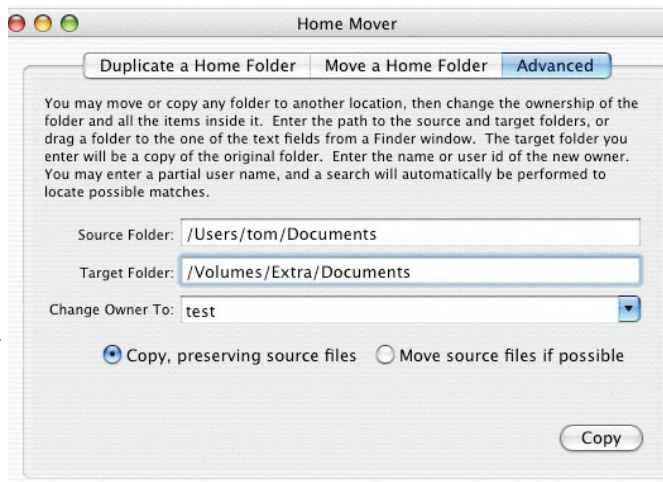 Home Mover
Duplicate a Home Folder Move a Home Folder Advanced
You may move or copy any folder to another location, then change the ownership of the
folder and all the items inside it. Enter the path to the source and target folders, or
drag a folder to the one of the text fields from a Finder window. The target folder you
enter will be a copy of the original folder. Enter the name or user id of the new owner.
You may enter a partial user name, and a search will automatically be performed to
locate possible matches.
Source Folder: /Users/tom/Documents
Target Folder: /Volumes/Extra/Documents
Change Owner To: test
Copy, preserving source files Move source files if possible
Copy